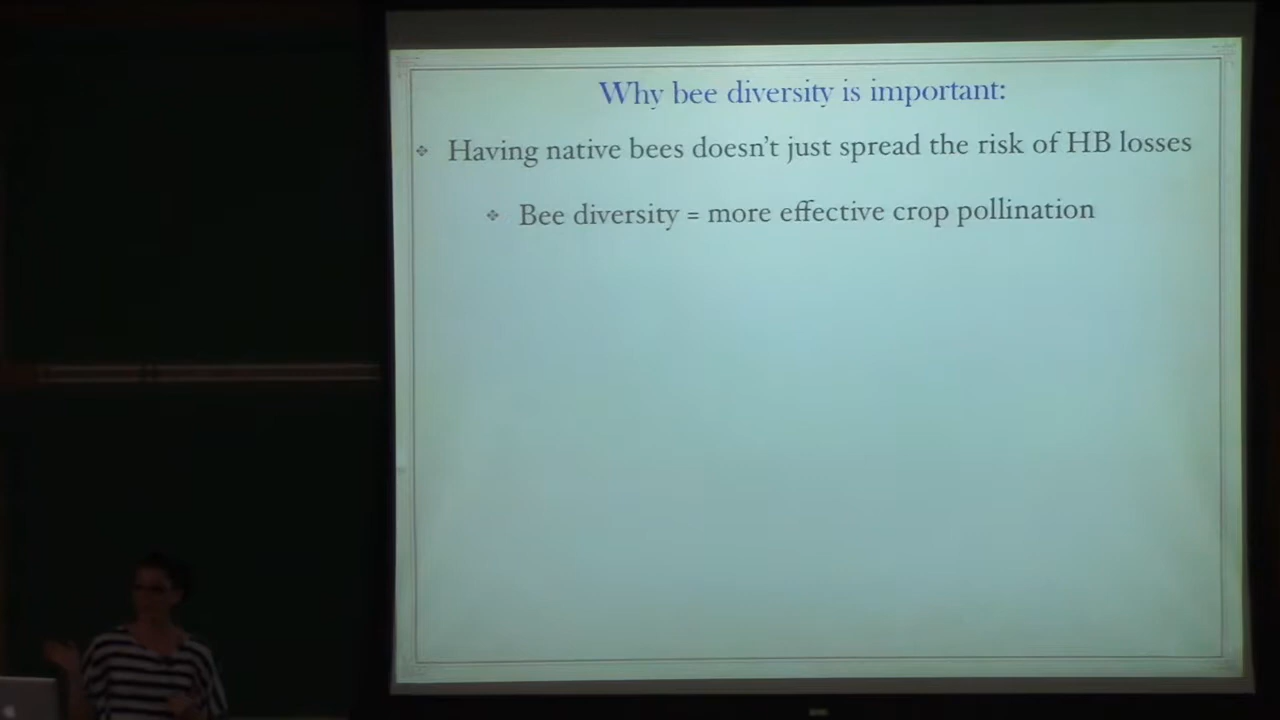 Why bee diversity is important:
Having native bees doesn't just spread the risk of HB losses
Bee diversity = more effective crop pollination